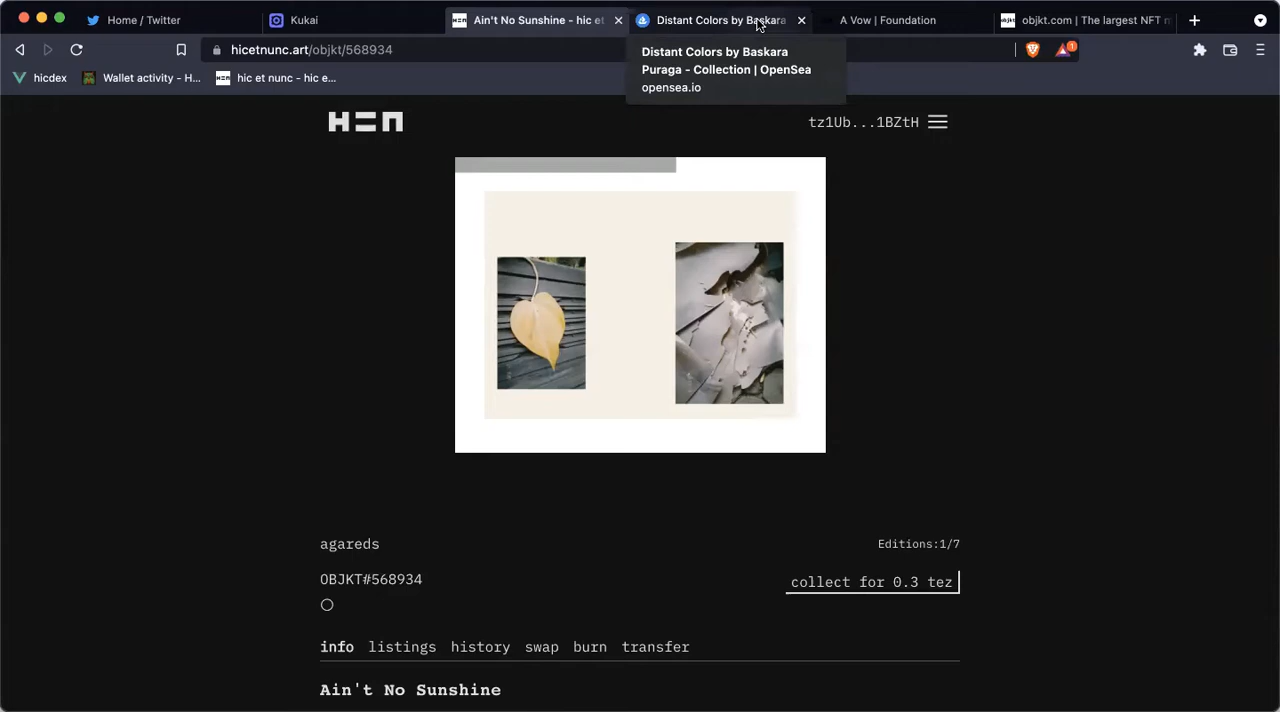 Home / Twitter
Kukai
Ain't No Sunshine - hic et
Distant Colors by Baskara
A Vow | Foundation
objkt.com | The largest NFT m
hicetnunc.art/objkt/568934
1
Distant Colors by Baskara
Puraga - Collection | OpenSea
opensea.io
hicdex
Wallet activity - H...
hic et nunc - hic e...
tz1Ub...1BZtH
agareds
Editions:1/7
OBJKT#568934
collect for 0.3 tez
info listings history swap burn transfer
Ain't No Sunshine